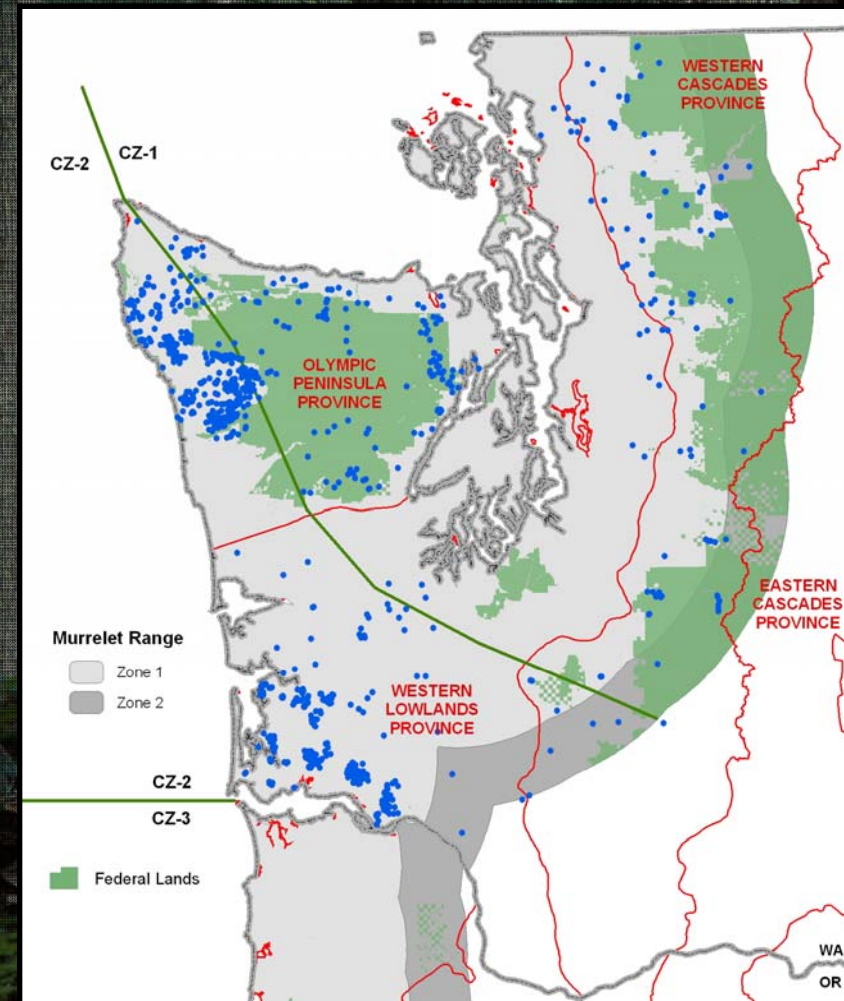 WESTERN
CASCADES
PROVINCE
CZ-2
CZ-1
OLYMPIC
PENINSULA
PROVINCE
EASTERN
CASCADES
PROVINCE
Murrelet Range
Zone 1
Zone 2
WESTERN
LOWLANDS
PROVINCE
CZ-2
CZ-3
Federal Lands
WA
OR